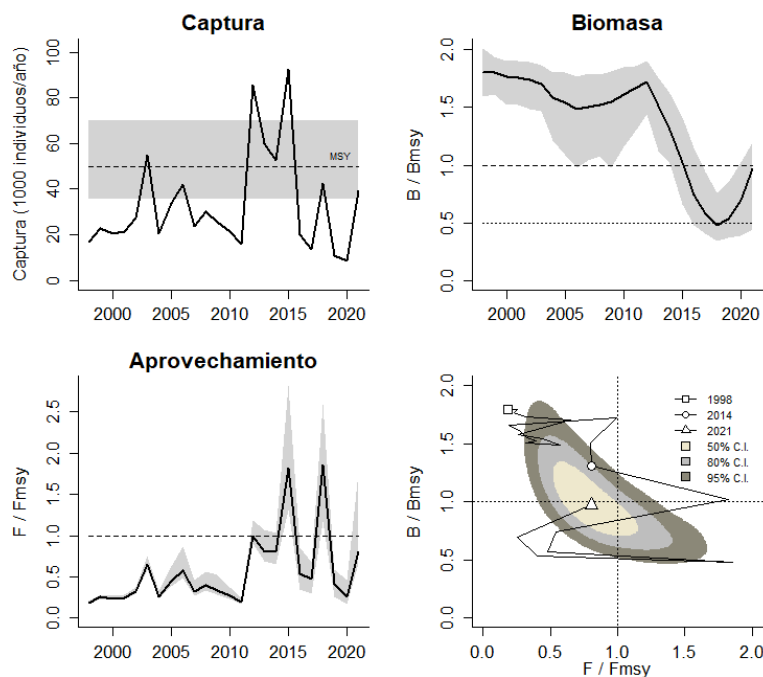 Captura
Captura (1000 individuos/año)
0 20 40 60 80 100
MSY
2000 2005 2010 2015 2020
Biomasa
B / Bmsy
0.0 0.5 1.0 1.5 2.0
2000 2005 2010 2015 2020
Aprovechamiento
F / Fmsy
0.0 0.5 1.0 1.5 2.0 2.5
2000 2005 2010 2015 2020
B / Bmsy
0.0 0.5 1.0 1.5 2.0
1998
2014
2021
50% C.I.
80% C.I.
95% C.I.
0.0 0.5 1.0 1.5 2.0
F / Fmsy